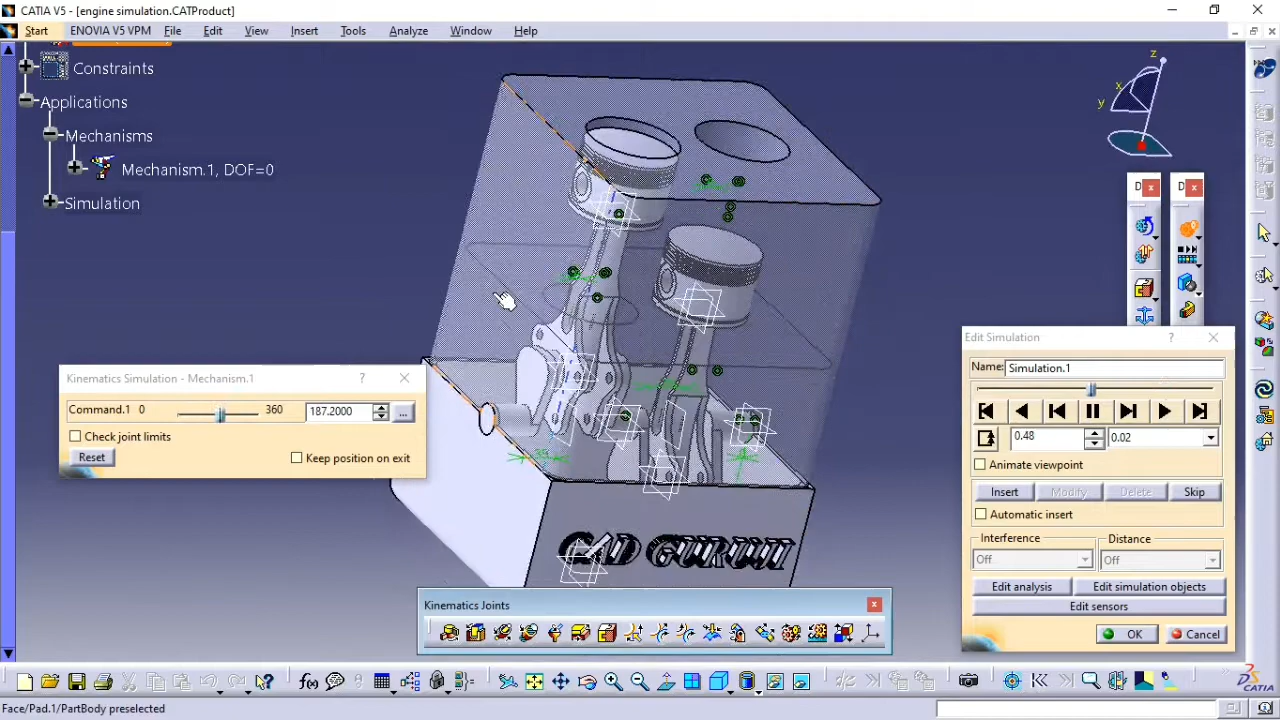 CATIA V5 - [engine simulation.CATProduct]
Start ENOVIA V5 VPM File Edit View Insert Tools Analyze Window Help
Constraints
Applications
Mechanisms
Mechanism.1, DOF=0
Simulation
z
x
y
D
D
Kinematics Simulation - Mechanism.1
Command.1 0 360 187.2000 ...
Check joint limits
Reset Keep position on exit
Edit Simulation
Name: Simulation.1
0.48 0.02
Animate viewpoint
Insert Modify Delete Skip
Automatic insert
Interference Distance
Off Off
Edit analysis Edit simulation objects
Edit sensors
OK Cancel
CAD GURUJI
Kinematics Joints
f(x)
CATIA
Face/Pad.1/PartBody preselected